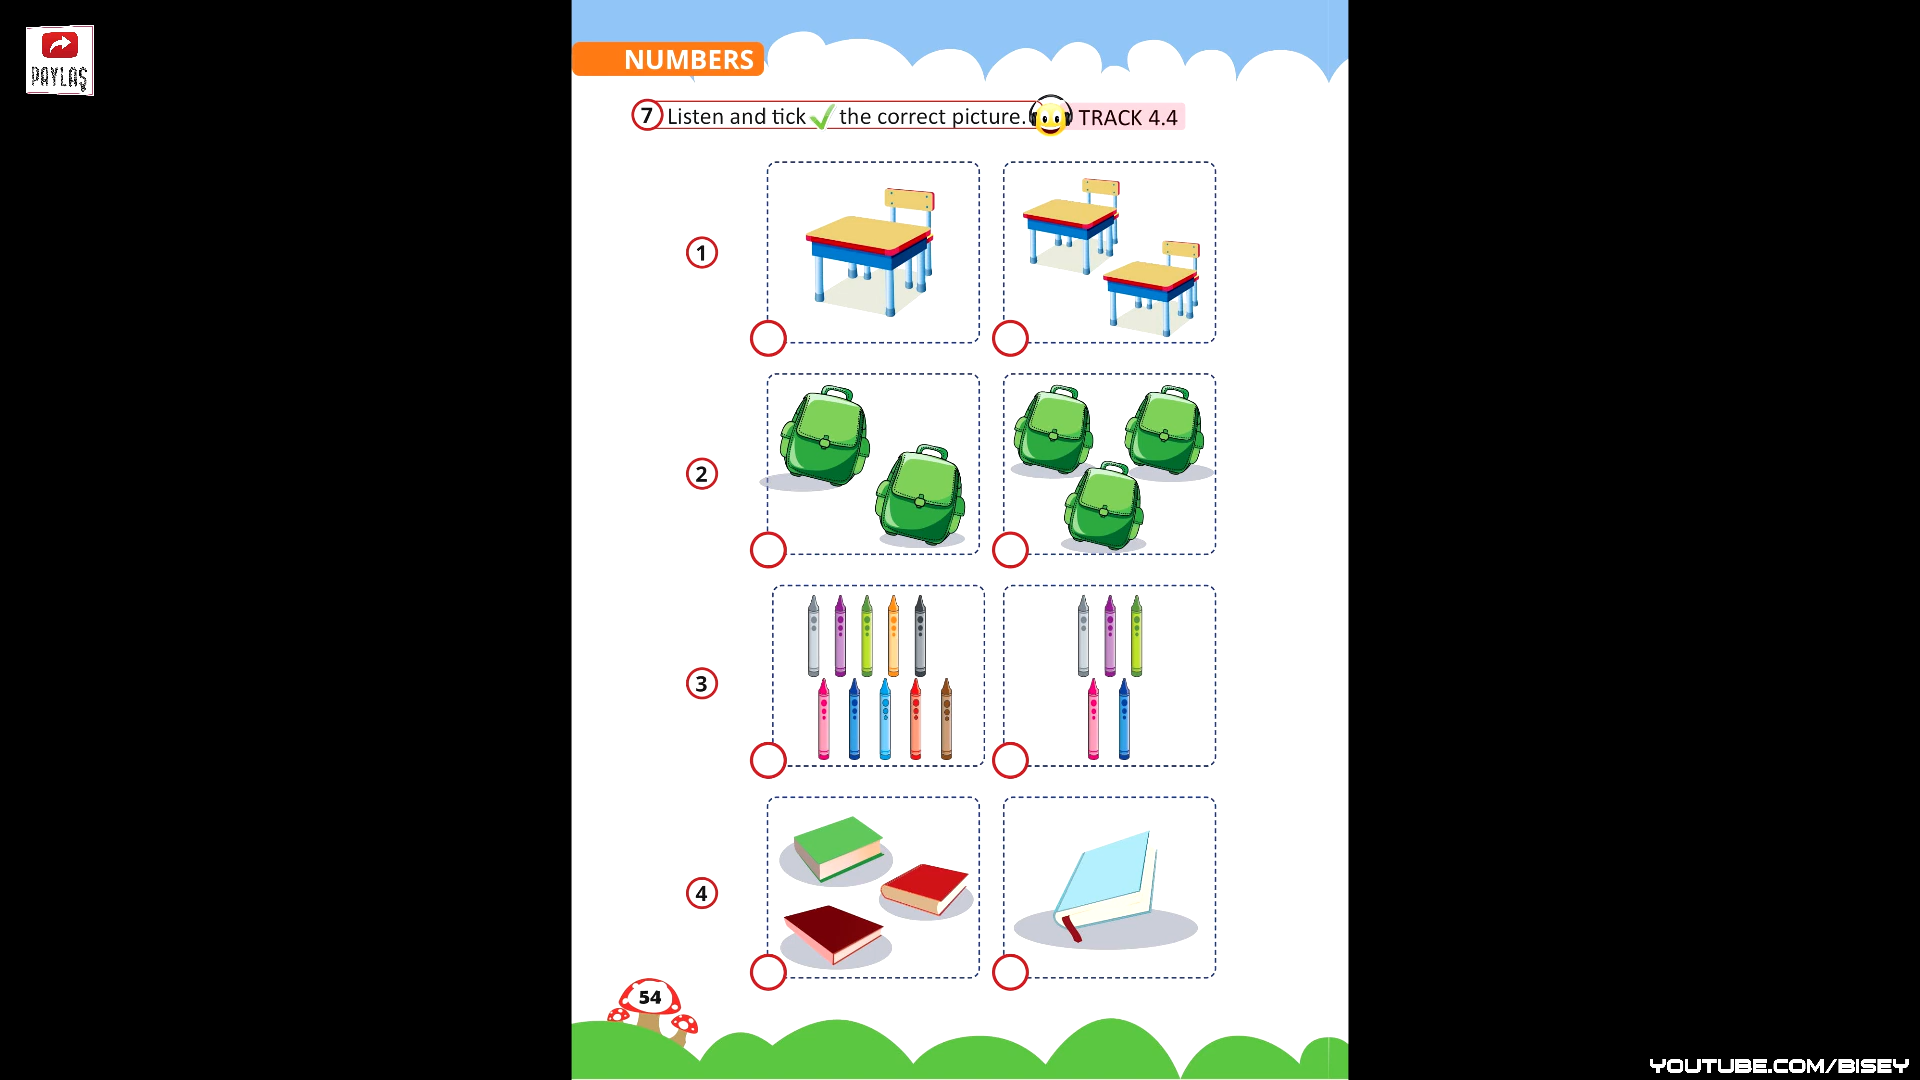 PAYLAŞ
NUMBERS
7 Listen and tick the correct picture. TRACK 4.4
1
2
3
4
54
YOUTUBE.COM/BISEY